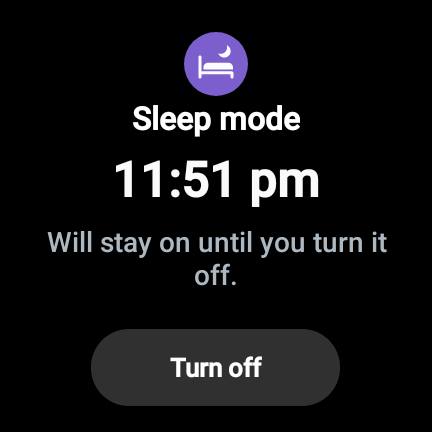 Sleep mode
11:51 pm
Will stay on until you turn it
off.
Turn off